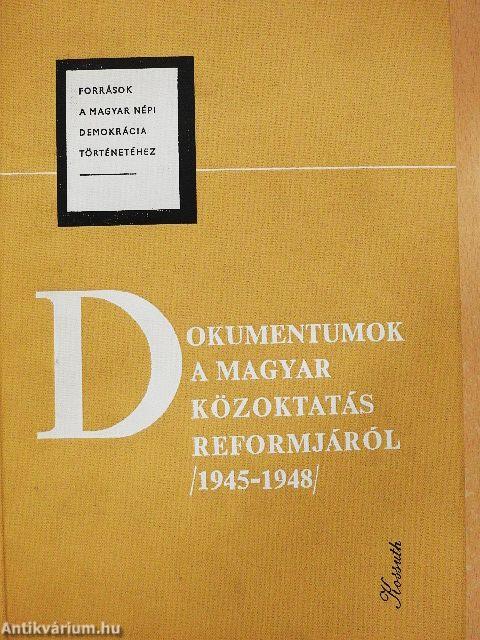 FORRÁSOK
A MAGYAR NÉPI
DEMOKRÁCIA
TÖRTÉNETÉHEZ
DOKUMENTUMOK
A MAGYAR
KÖZOKTATÁS
REFORMJÁRÓL
/1945-1948/
Kossuth
Antikvárium.hu